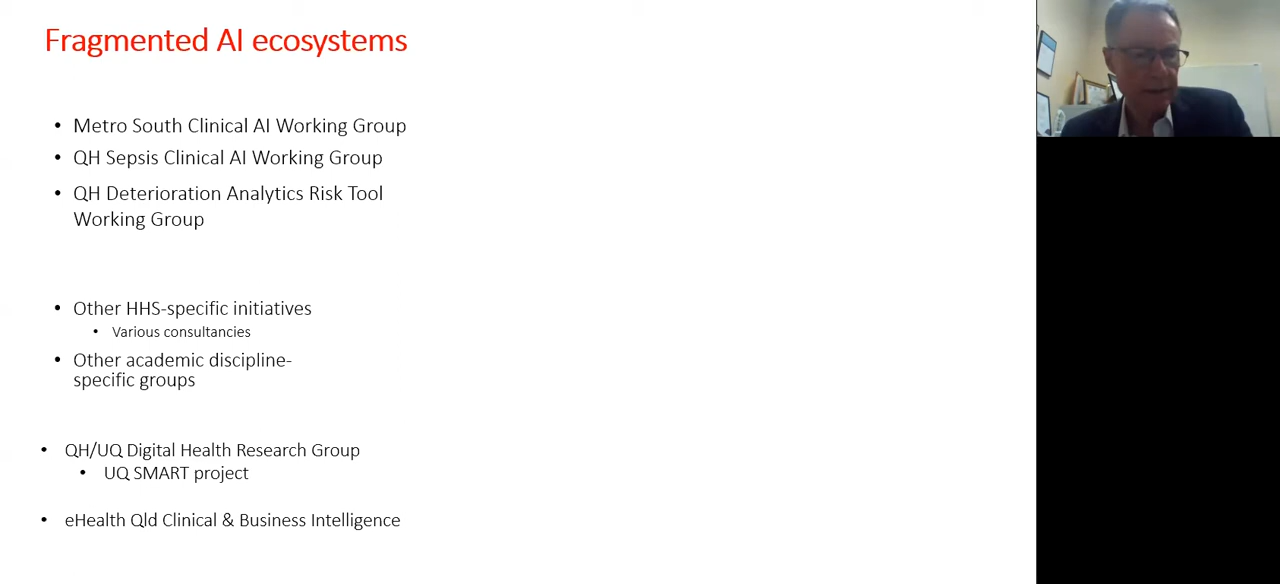 Fragmented AI ecosystems
• Metro South Clinical AI Working Group
• QH Sepsis Clinical AI Working Group
• QH Deterioration Analytics Risk Tool
Working Group
• Other HHS-specific initiatives
• Various consultancies
• Other academic discipline-
specific groups
• QH/UQ Digital Health Research Group
• UQ SMART project
• eHealth Qld Clinical & Business Intelligence